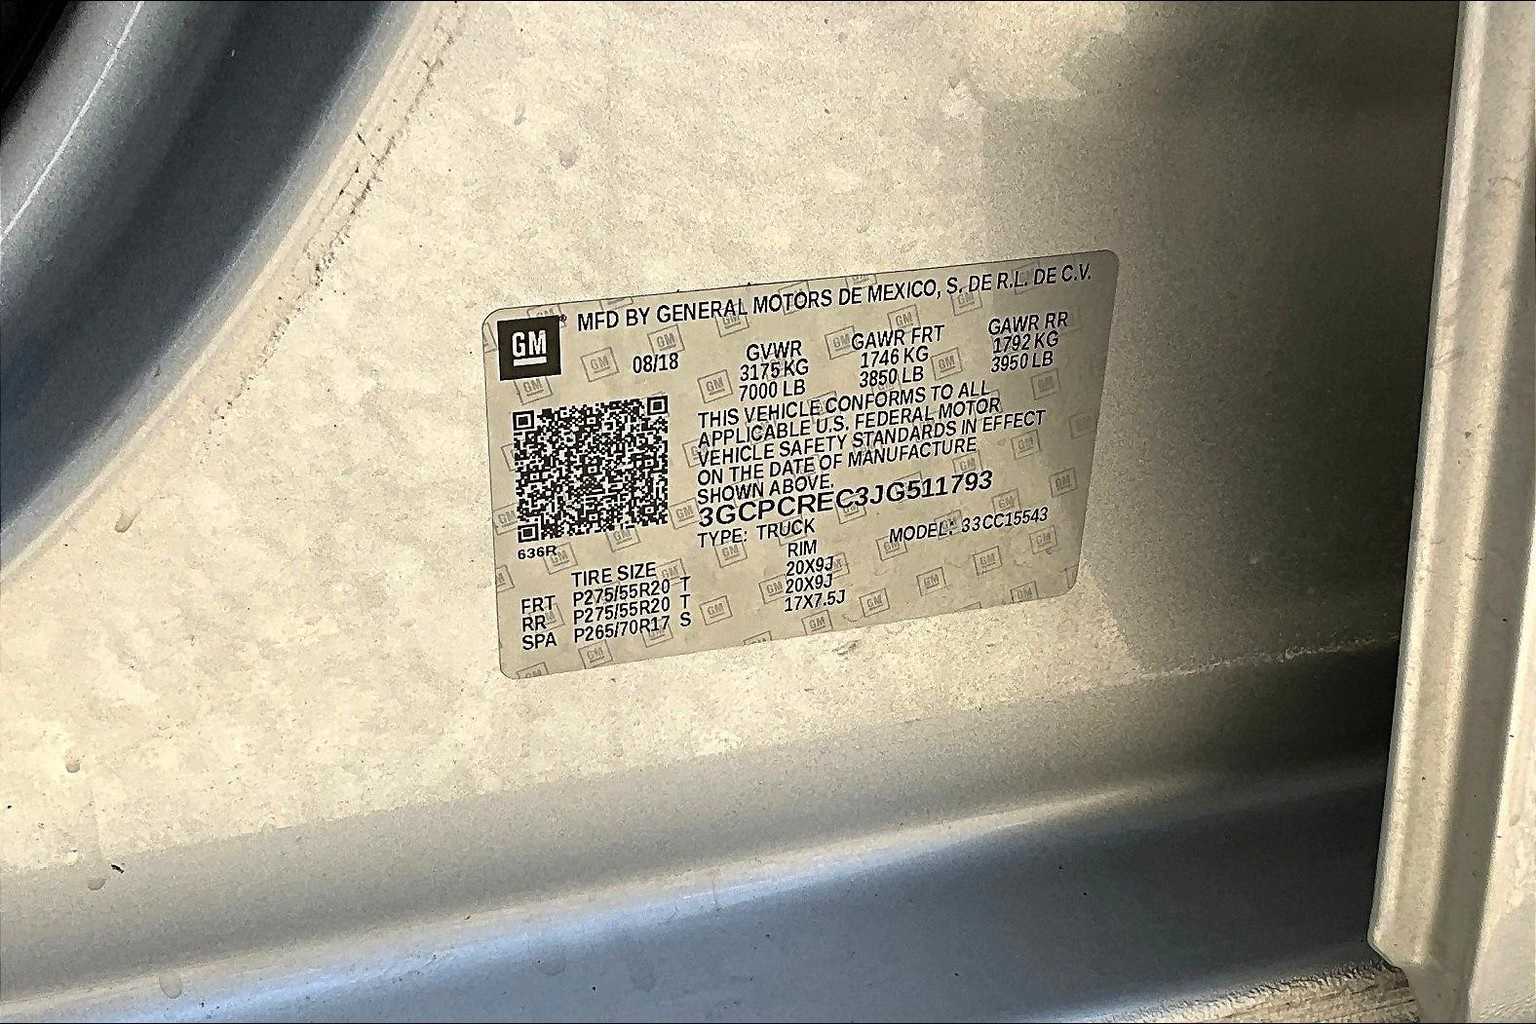 GM MFD BY GENERAL MOTORS DE MEXICO, S. DE R.L. DE C.V.
08/18
GVWR GAWR FRT GAWR RR
3175 KG 1746 KG 1792 KG
7000 LB 3850 LB 3950 LB
THIS VEHICLE CONFORMS TO ALL
APPLICABLE U.S. FEDERAL MOTOR
VEHICLE SAFETY STANDARDS IN EFFECT
ON THE DATE OF MANUFACTURE
SHOWN ABOVE.
3GCPCREC3JG511793
TYPE: TRUCK MODEL: 33CC15543
636R
TIRE SIZE RIM
FRT P275/55R20 T 20X9J
RR P275/55R20 T 20X9J
SPA P265/70R17 S 17X7.5J